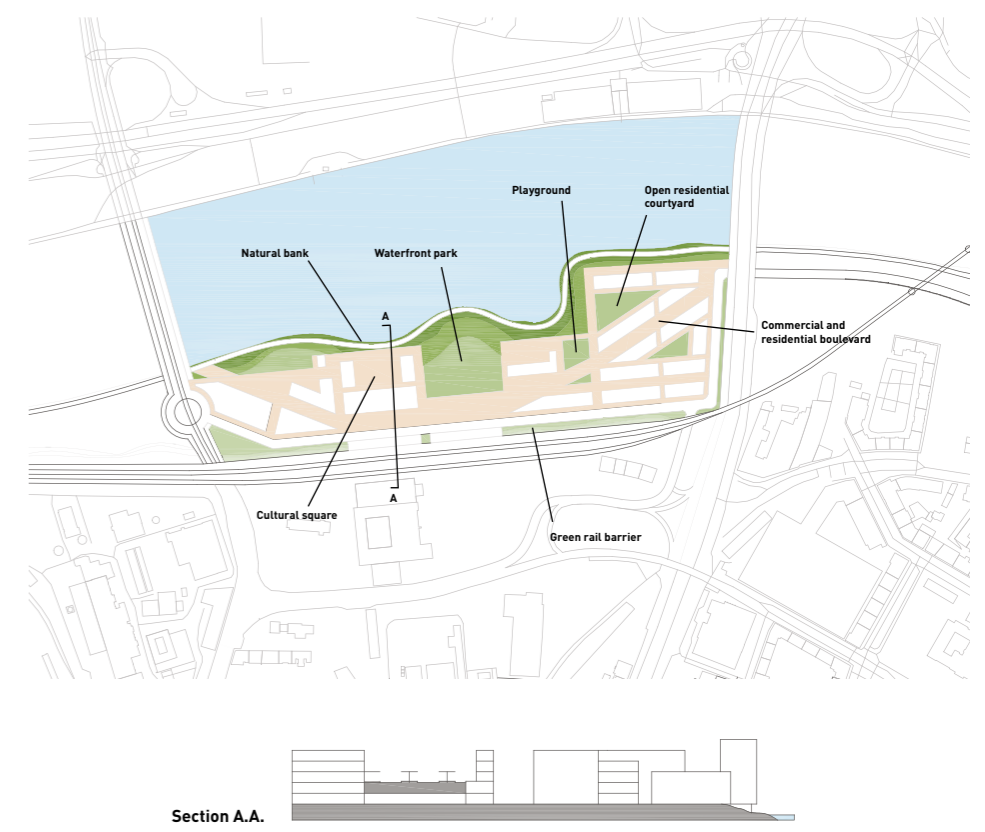 Playground
Open residential
courtyard
Natural bank
Waterfront park
A
Commercial and
residential boulevard
A
Cultural square
Green rail barrier
Section A.A.